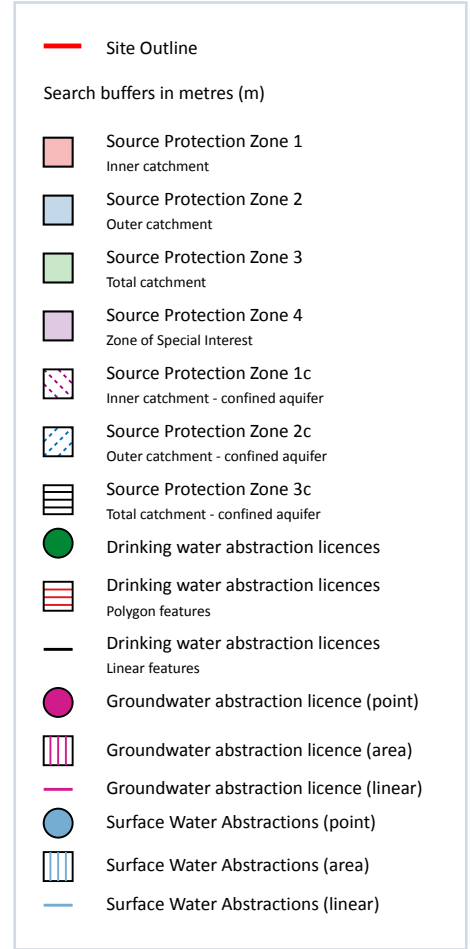 Site Outline
Search buffers in metres (m)
Source Protection Zone 1
Inner catchment
Source Protection Zone 2
Outer catchment
Source Protection Zone 3
Total catchment
Source Protection Zone 4
Zone of Special Interest
Source Protection Zone 1c
Inner catchment - confined aquifer
Source Protection Zone 2c
Outer catchment - confined aquifer
Source Protection Zone 3c
Total catchment - confined aquifer
Drinking water abstraction licences
Drinking water abstraction licences
Polygon features
Drinking water abstraction licences
Linear features
Groundwater abstraction licence (point)
Groundwater abstraction licence (area)
Groundwater abstraction licence (linear)
Surface Water Abstractions (point)
Surface Water Abstractions (area)
Surface Water Abstractions (linear)